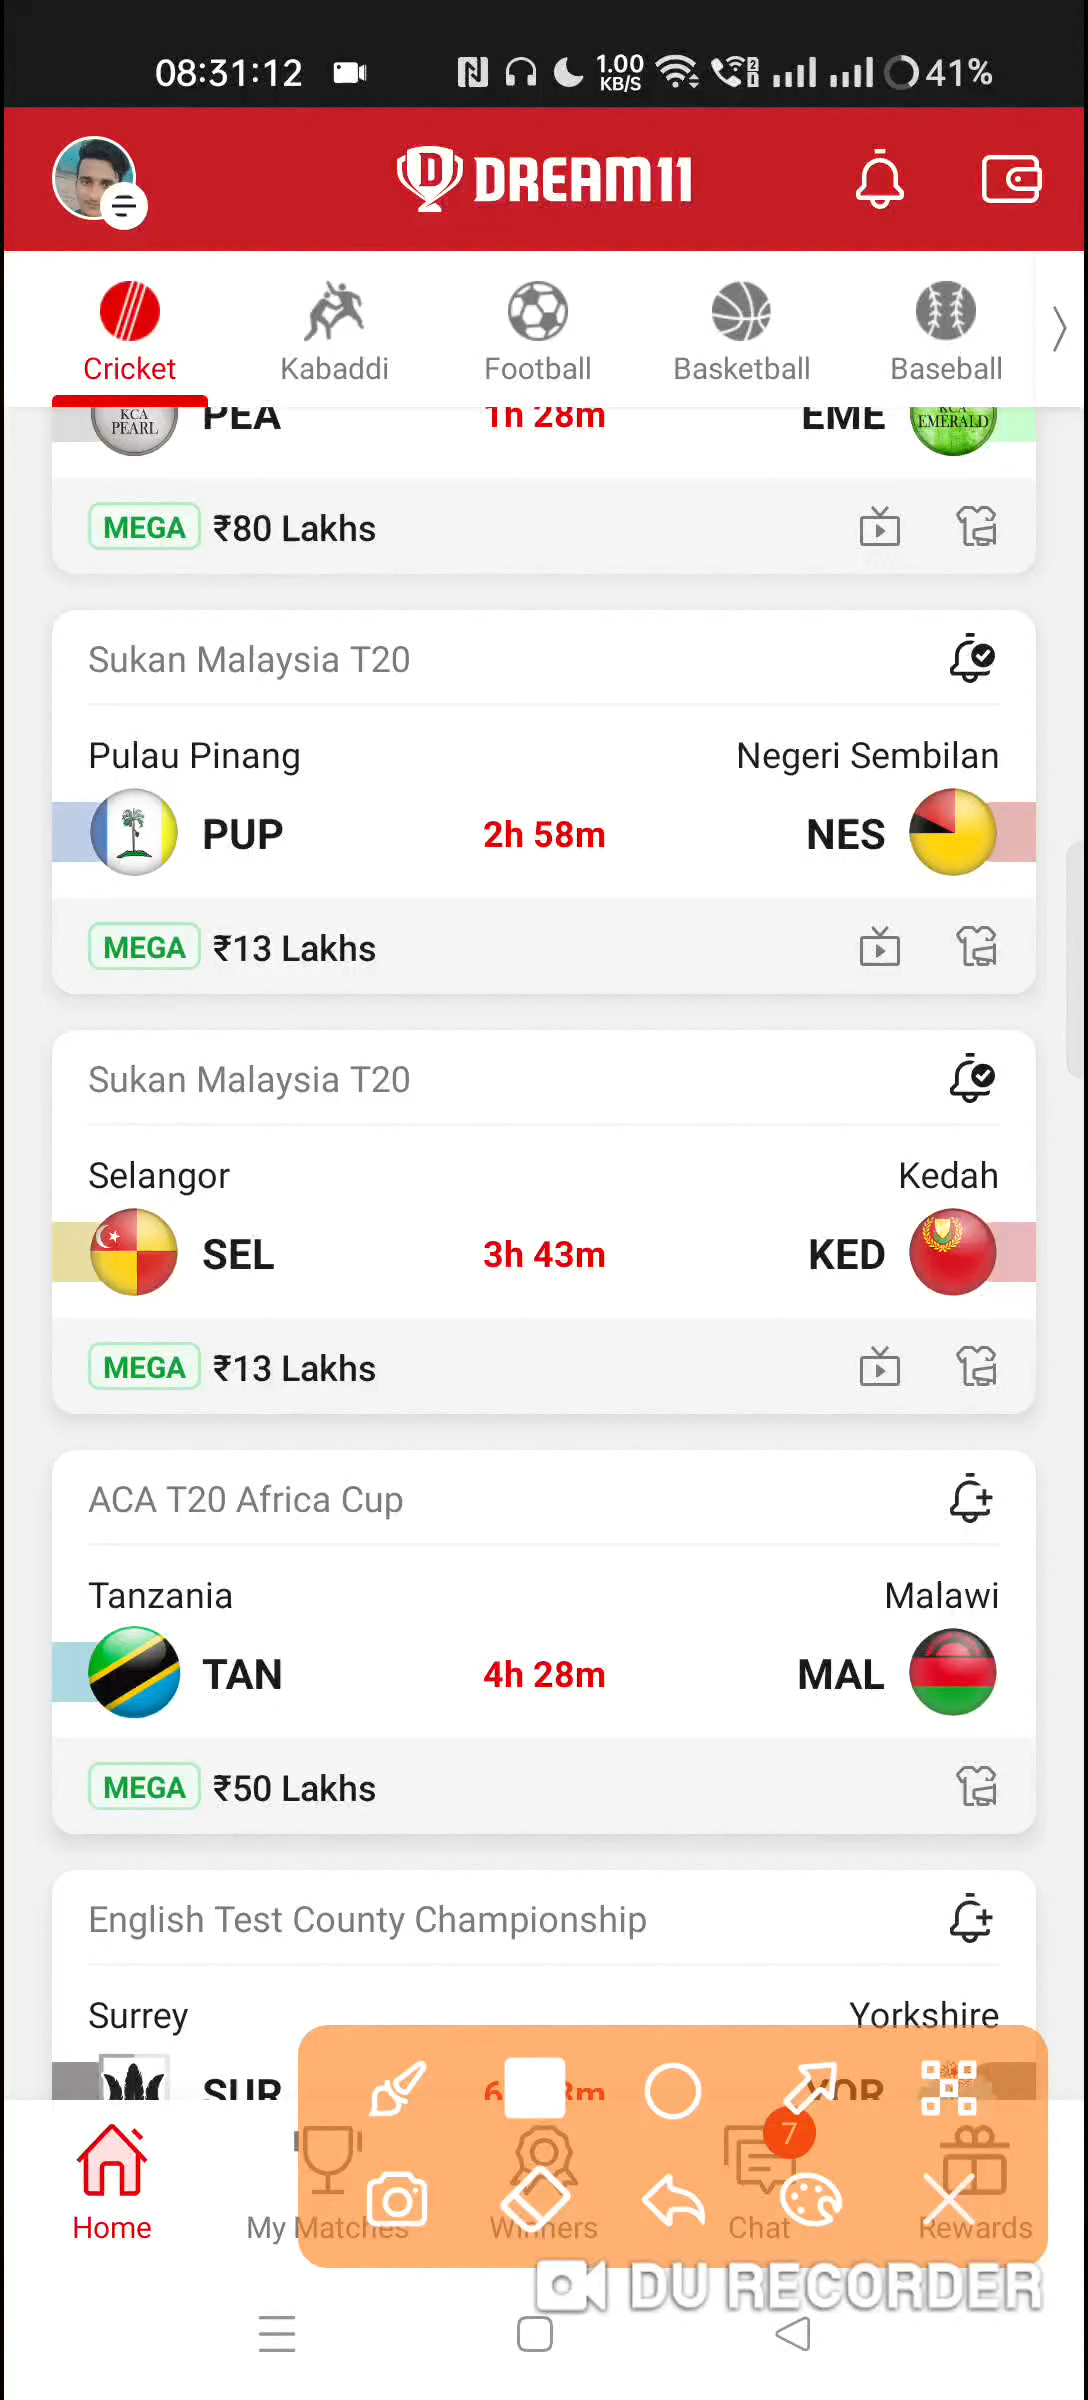 08:31:12 1.00 KB/S 2 1 41%
DREAM11
Cricket Kabaddi Football Basketball Baseball
KCA PEARL PEA 1h 28m EME KCA EMERALD
MEGA ₹80 Lakhs
Sukan Malaysia T20
Pulau Pinang Negeri Sembilan
PUP 2h 58m NES
MEGA ₹13 Lakhs
Sukan Malaysia T20
Selangor Kedah
SEL 3h 43m KED
MEGA ₹13 Lakhs
ACA T20 Africa Cup
Tanzania Malawi
TAN 4h 28m MAL
MEGA ₹50 Lakhs
English Test County Championship
Surrey Yorkshire
SUR YOR
7
Home My Matches Winners Chat Rewards
DU RECORDER